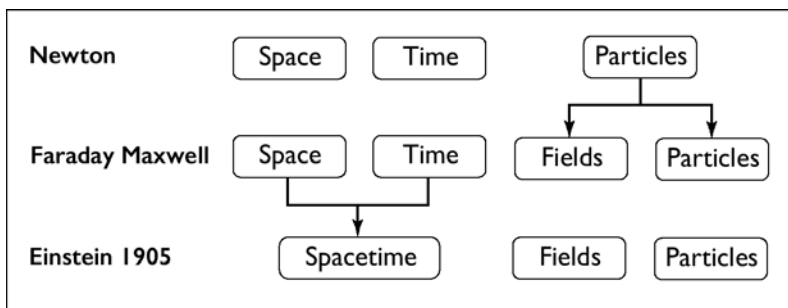 Newton Space Time Particles
Faraday Maxwell Space Time Fields Particles
Einstein 1905 Spacetime Fields Particles